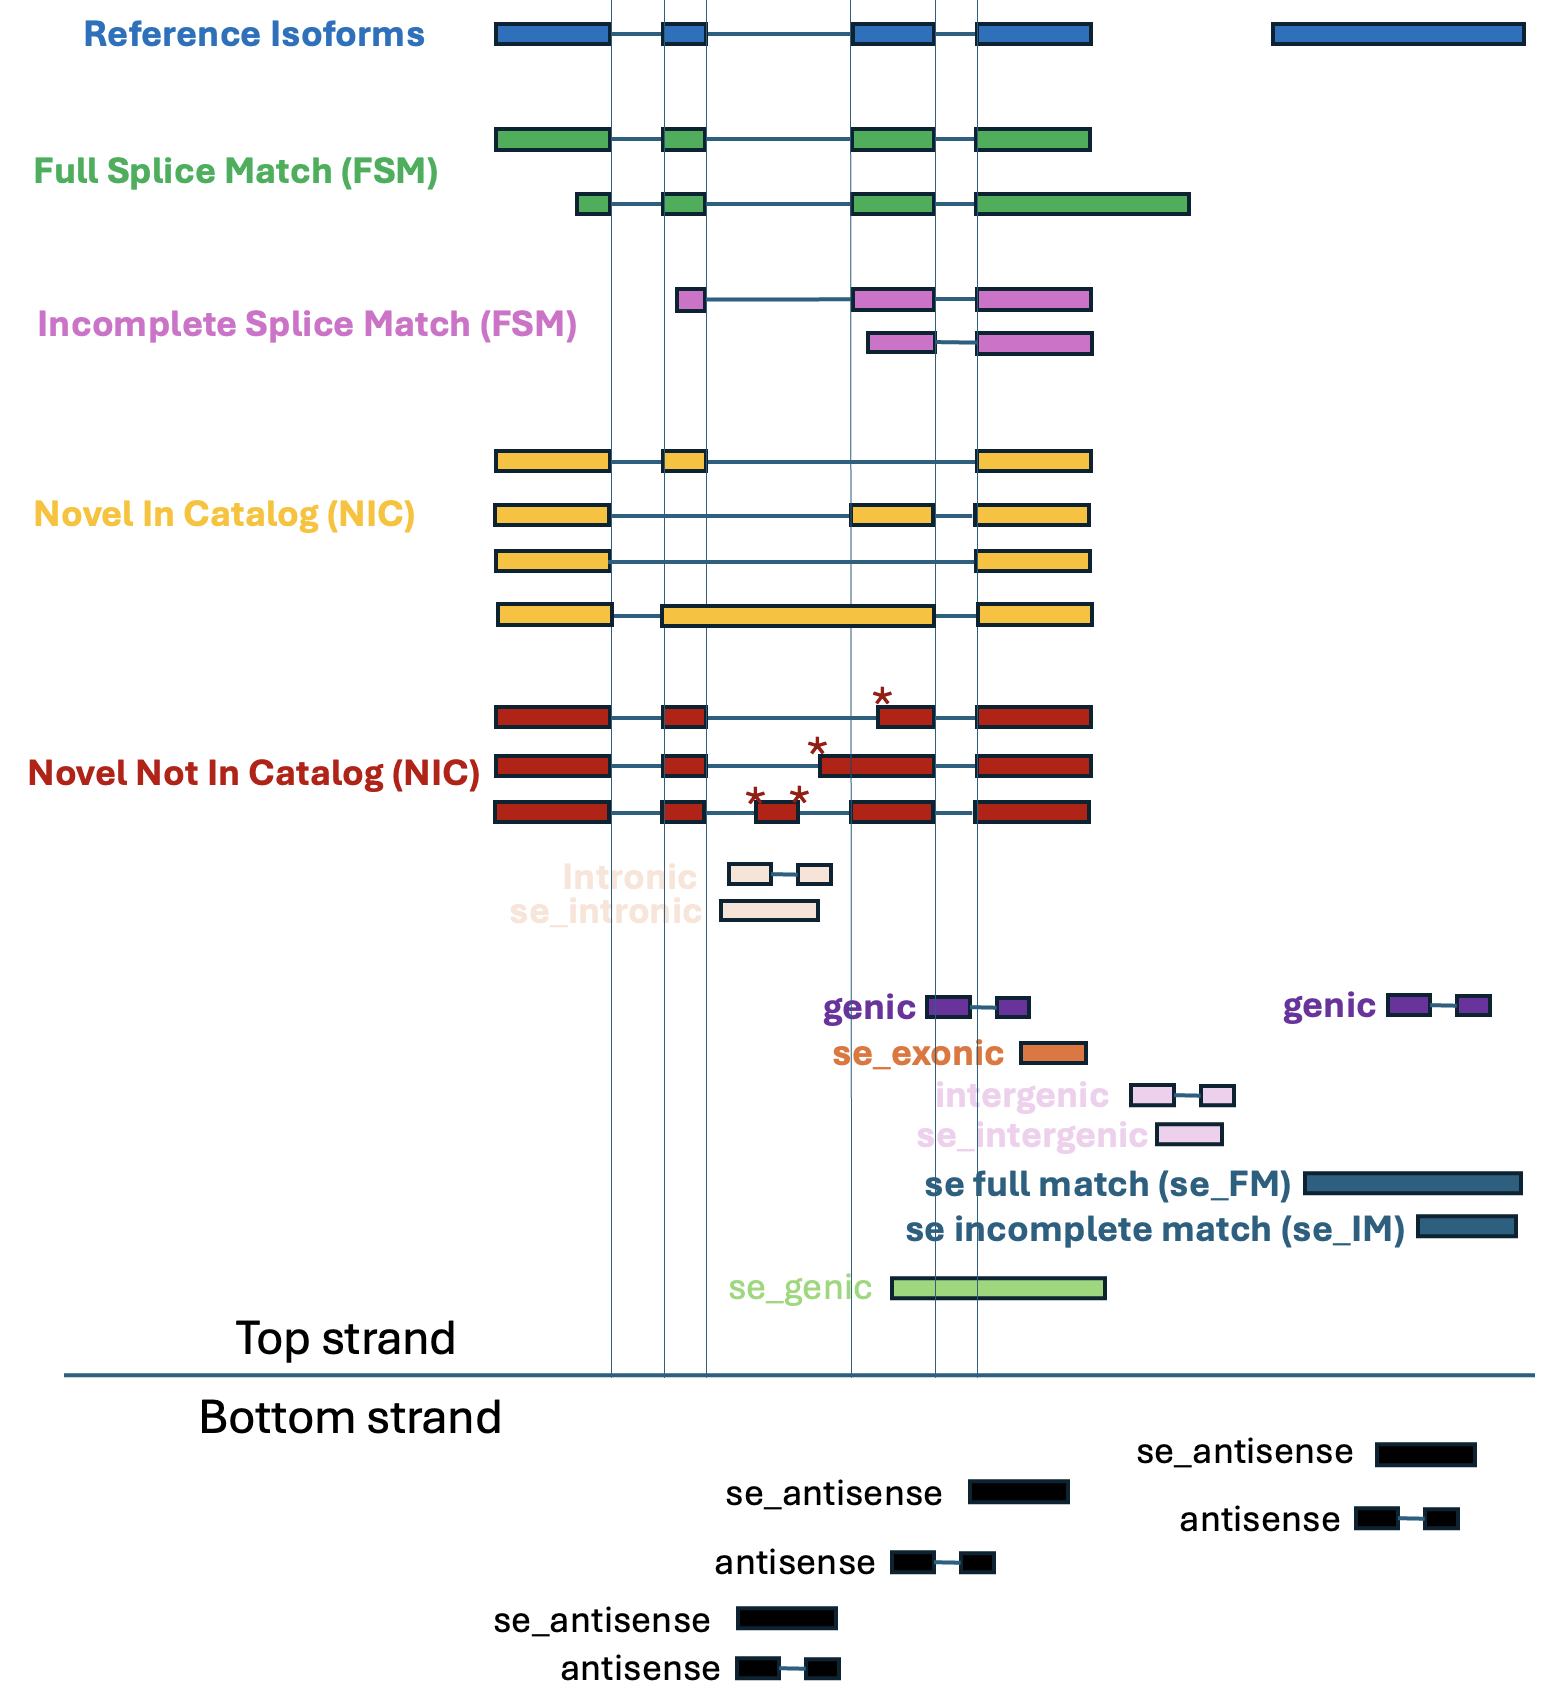 Reference Isoforms
Full Splice Match (FSM)
Incomplete Splice Match (FSM)
Novel In Catalog (NIC)
*
*
Novel Not In Catalog (NIC)
* *
Intronic
se_intronic
genic
genic
se_exonic
intergenic
se_intergenic
se full match (se_FM)
se incomplete match (se_IM)
se_genic
Top strand
Bottom strand
se_antisense
se_antisense
antisense
antisense
se_antisense
antisense